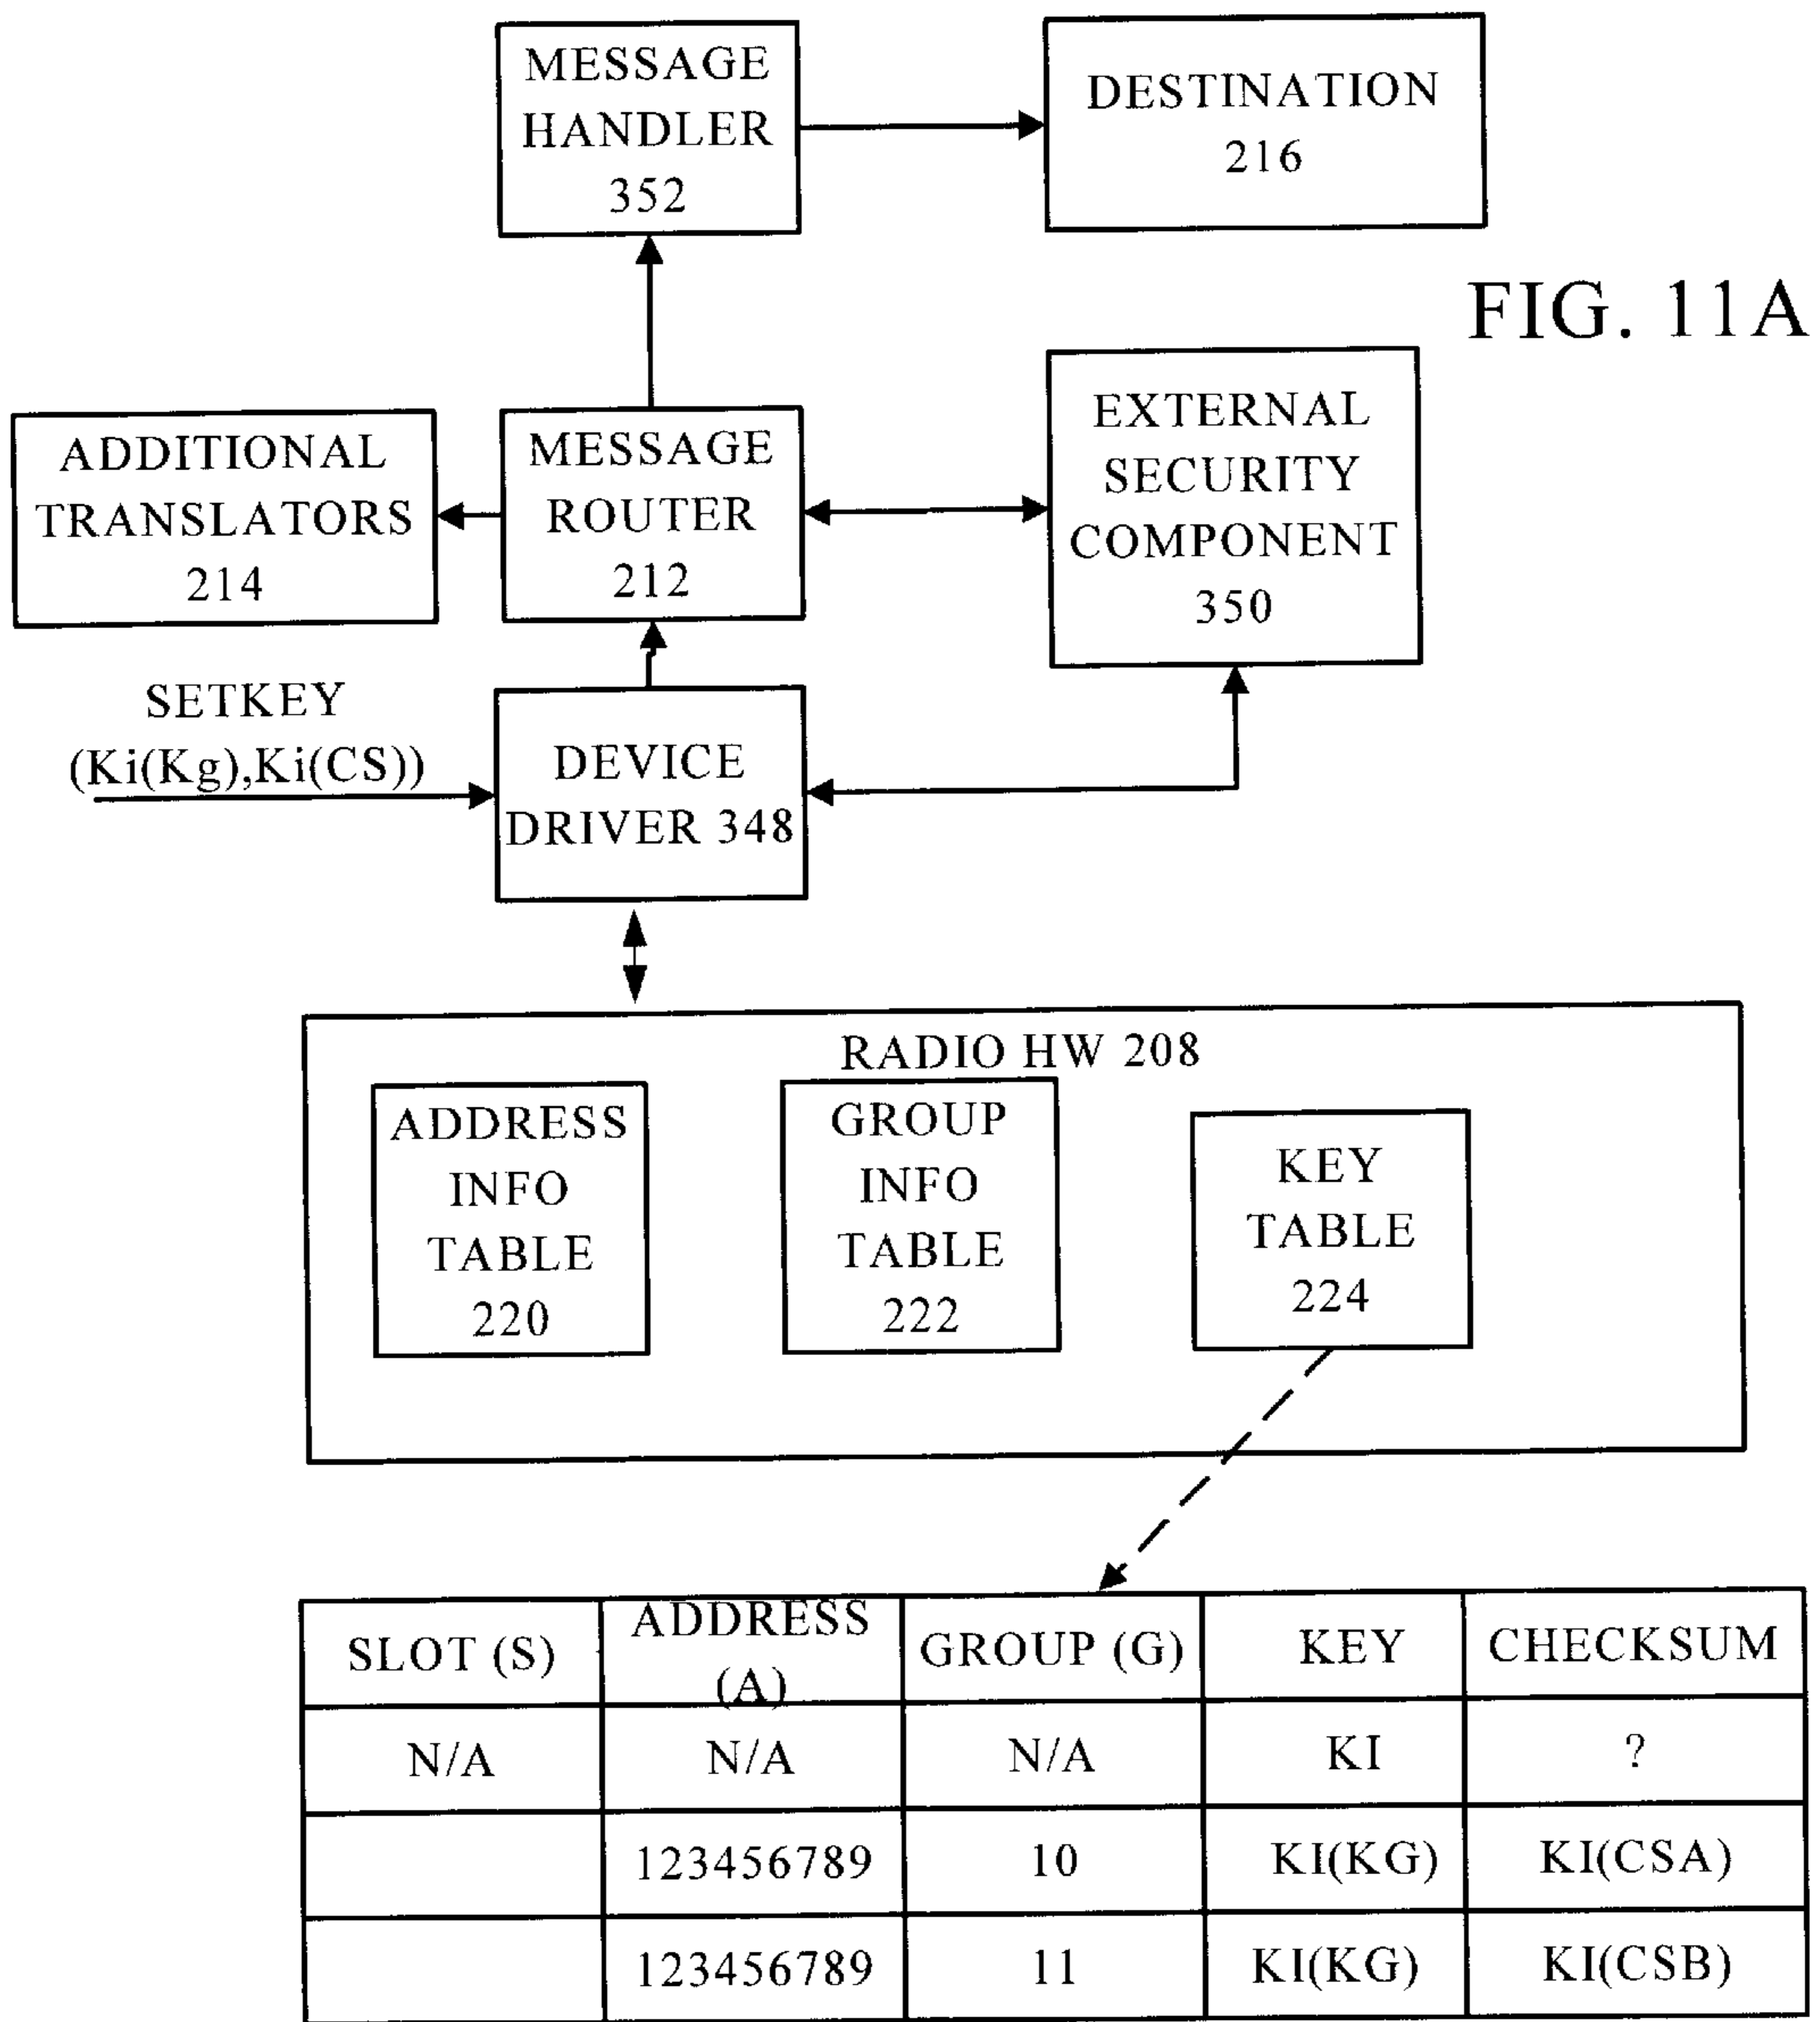 MESSAGE
HANDLER
352
DESTINATION
216
FIG. 11A
ADDITIONAL
TRANSLATORS
214
MESSAGE
ROUTER
212
EXTERNAL
SECURITY
COMPONENT
350
SETKEY
(Ki(Kg),Ki(CS))
DEVICE
DRIVER 348
RADIO HW 208
ADDRESS
INFO
TABLE
220
GROUP
INFO
TABLE
222
KEY
TABLE
224
SLOT (S) ADDRESS (A) GROUP (G) KEY CHECKSUM
N/A N/A N/A KI ?
123456789 10 KI(KG) KI(CSA)
123456789 11 KI(KG) KI(CSB)